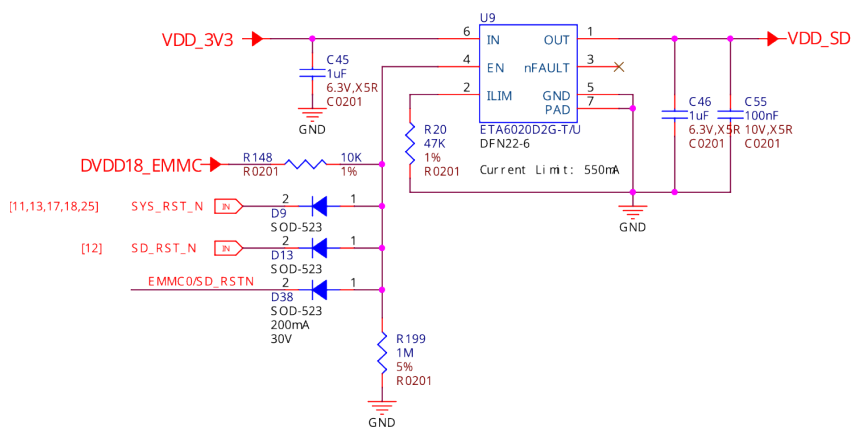 U9
VDD_3V3
6
IN
OUT
1
VDD_SD
C45
1uF
6.3V,X5R
C0201
GND
4
EN
nFAULT
3
2
ILIM
GND
5
PAD
7
ETA6020D2G-T/U
DFN22-6
Current Limit: 550mA
R20
47K
1%
R0201
C46
1uF
6.3V,X5R
C0201
C55
100nF
10V,X5R
C0201
GND
DVDD18_EMMC
R148
R0201
10K
1%
[11,13,17,18,25]
SYS_RST_N
IN
2
1
D9
SOD-523
[12]
SD_RST_N
IN
2
1
D13
SOD-523
EMMC0/SD_RSTN
2
1
D38
SOD-523
200mA
30V
R199
1M
5%
R0201
GND